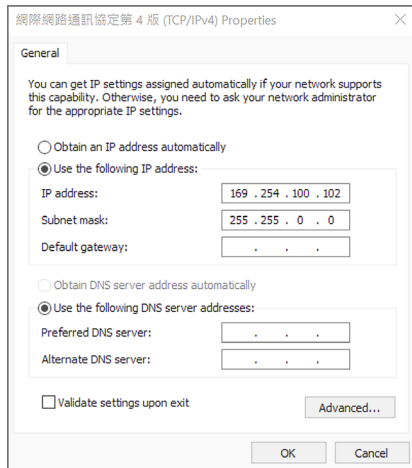 網際網路通訊協定第 4 版 (TCP/IPv4) Properties
General
You can get IP settings assigned automatically if your network supports
this capability. Otherwise, you need to ask your network administrator
for the appropriate IP settings.
Obtain an IP address automatically
Use the following IP address:
IP address: 169 . 254 . 100 . 102
Subnet mask: 255 . 255 . 0 . 0
Default gateway: . . .
Obtain DNS server address automatically
Use the following DNS server addresses:
Preferred DNS server: . . .
Alternate DNS server: . . .
Validate settings upon exit
Advanced...
OK Cancel